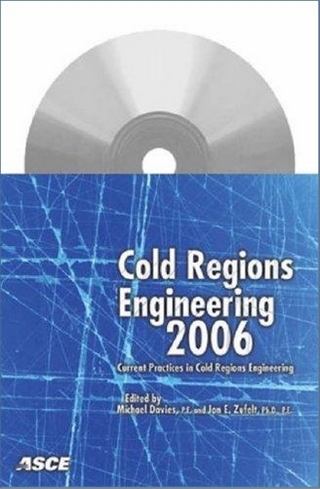 Cold Regions
Engineering
2006
Current Practices in Cold Regions Engineering
Edited by
Michael Davies, P.E. and Jon E. Zufelt, Ph.D., P.E.
ASCE